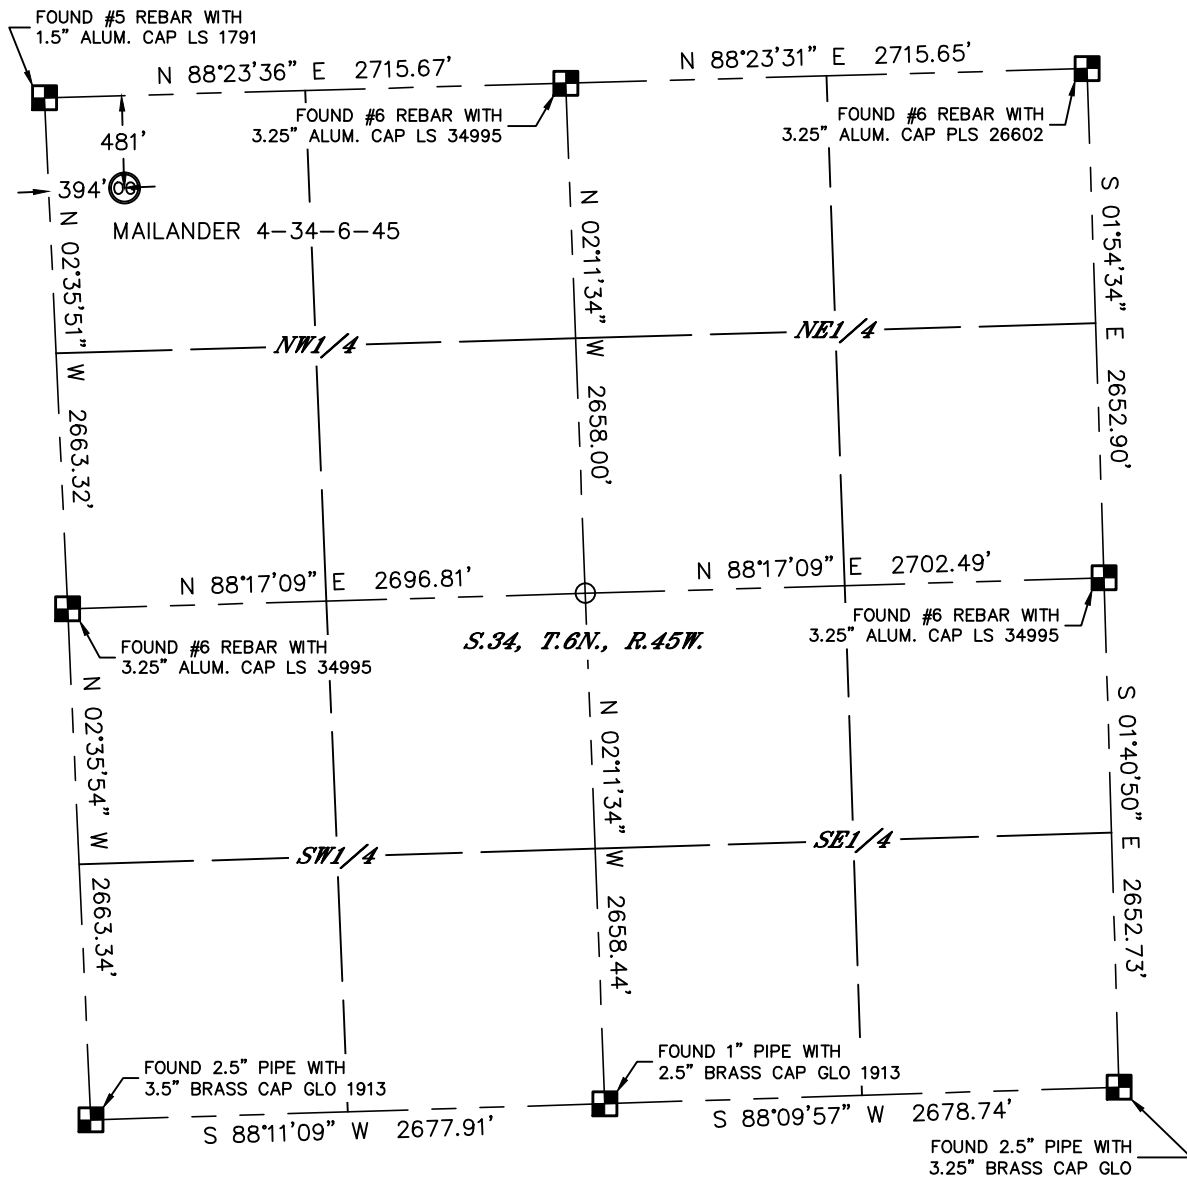 FOUND #5 REBAR WITH
1.5" ALUM. CAP LS 1791
N 88°23'36" E 2715.67'
N 88°23'31" E 2715.65'
FOUND #6 REBAR WITH
3.25" ALUM. CAP LS 34995
FOUND #6 REBAR WITH
3.25" ALUM. CAP PLS 26602
481'
394'
MAILANDER 4-34-6-45
N 02°35'51" W 2663.32'
N 02°11'34" W 2658.00'
S 01°54'34" E 2652.90'
NW1/4
NE1/4
N 88°17'09" E 2696.81'
N 88°17'09" E 2702.49'
FOUND #6 REBAR WITH
3.25" ALUM. CAP LS 34995
S.34, T.6N., R.45W.
FOUND #6 REBAR WITH
3.25" ALUM. CAP LS 34995
N 02°35'54" W 2663.34'
N 02°11'34" W 2658.44'
S 01°40'50" E 2652.73'
SW1/4
SE1/4
FOUND 2.5" PIPE WITH
3.5" BRASS CAP GLO 1913
FOUND 1" PIPE WITH
2.5" BRASS CAP GLO 1913
S 88°11'09" W 2677.91'
S 88°09'57" W 2678.74'
FOUND 2.5" PIPE WITH
3.25" BRASS CAP GLO